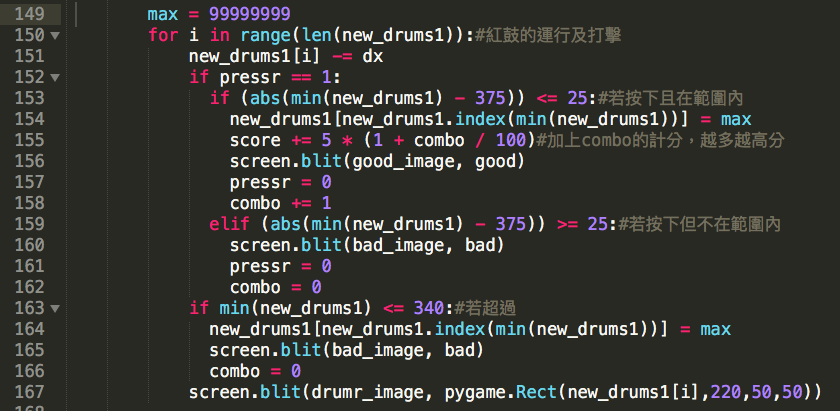 149 max = 99999999
150 for i in range(len(new_drums1)):#紅鼓的運行及打擊
151 new_drums1[i] -= dx
152 if pressr == 1:
153 if (abs(min(new_drums1) - 375)) <= 25:#若按下且在範圍內
154 new_drums1[new_drums1.index(min(new_drums1))] = max
155 score += 5 * (1 + combo / 100)#加上combo的計分，越多越高分
156 screen.blit(good_image, good)
157 pressr = 0
158 combo += 1
159 elif (abs(min(new_drums1) - 375)) >= 25:#若按下但不在範圍內
160 screen.blit(bad_image, bad)
161 pressr = 0
162 combo = 0
163 if min(new_drums1) <= 340:#若超過
164 new_drums1[new_drums1.index(min(new_drums1))] = max
165 screen.blit(bad_image, bad)
166 combo = 0
167 screen.blit(drumr_image, pygame.Rect(new_drums1[i],220,50,50))